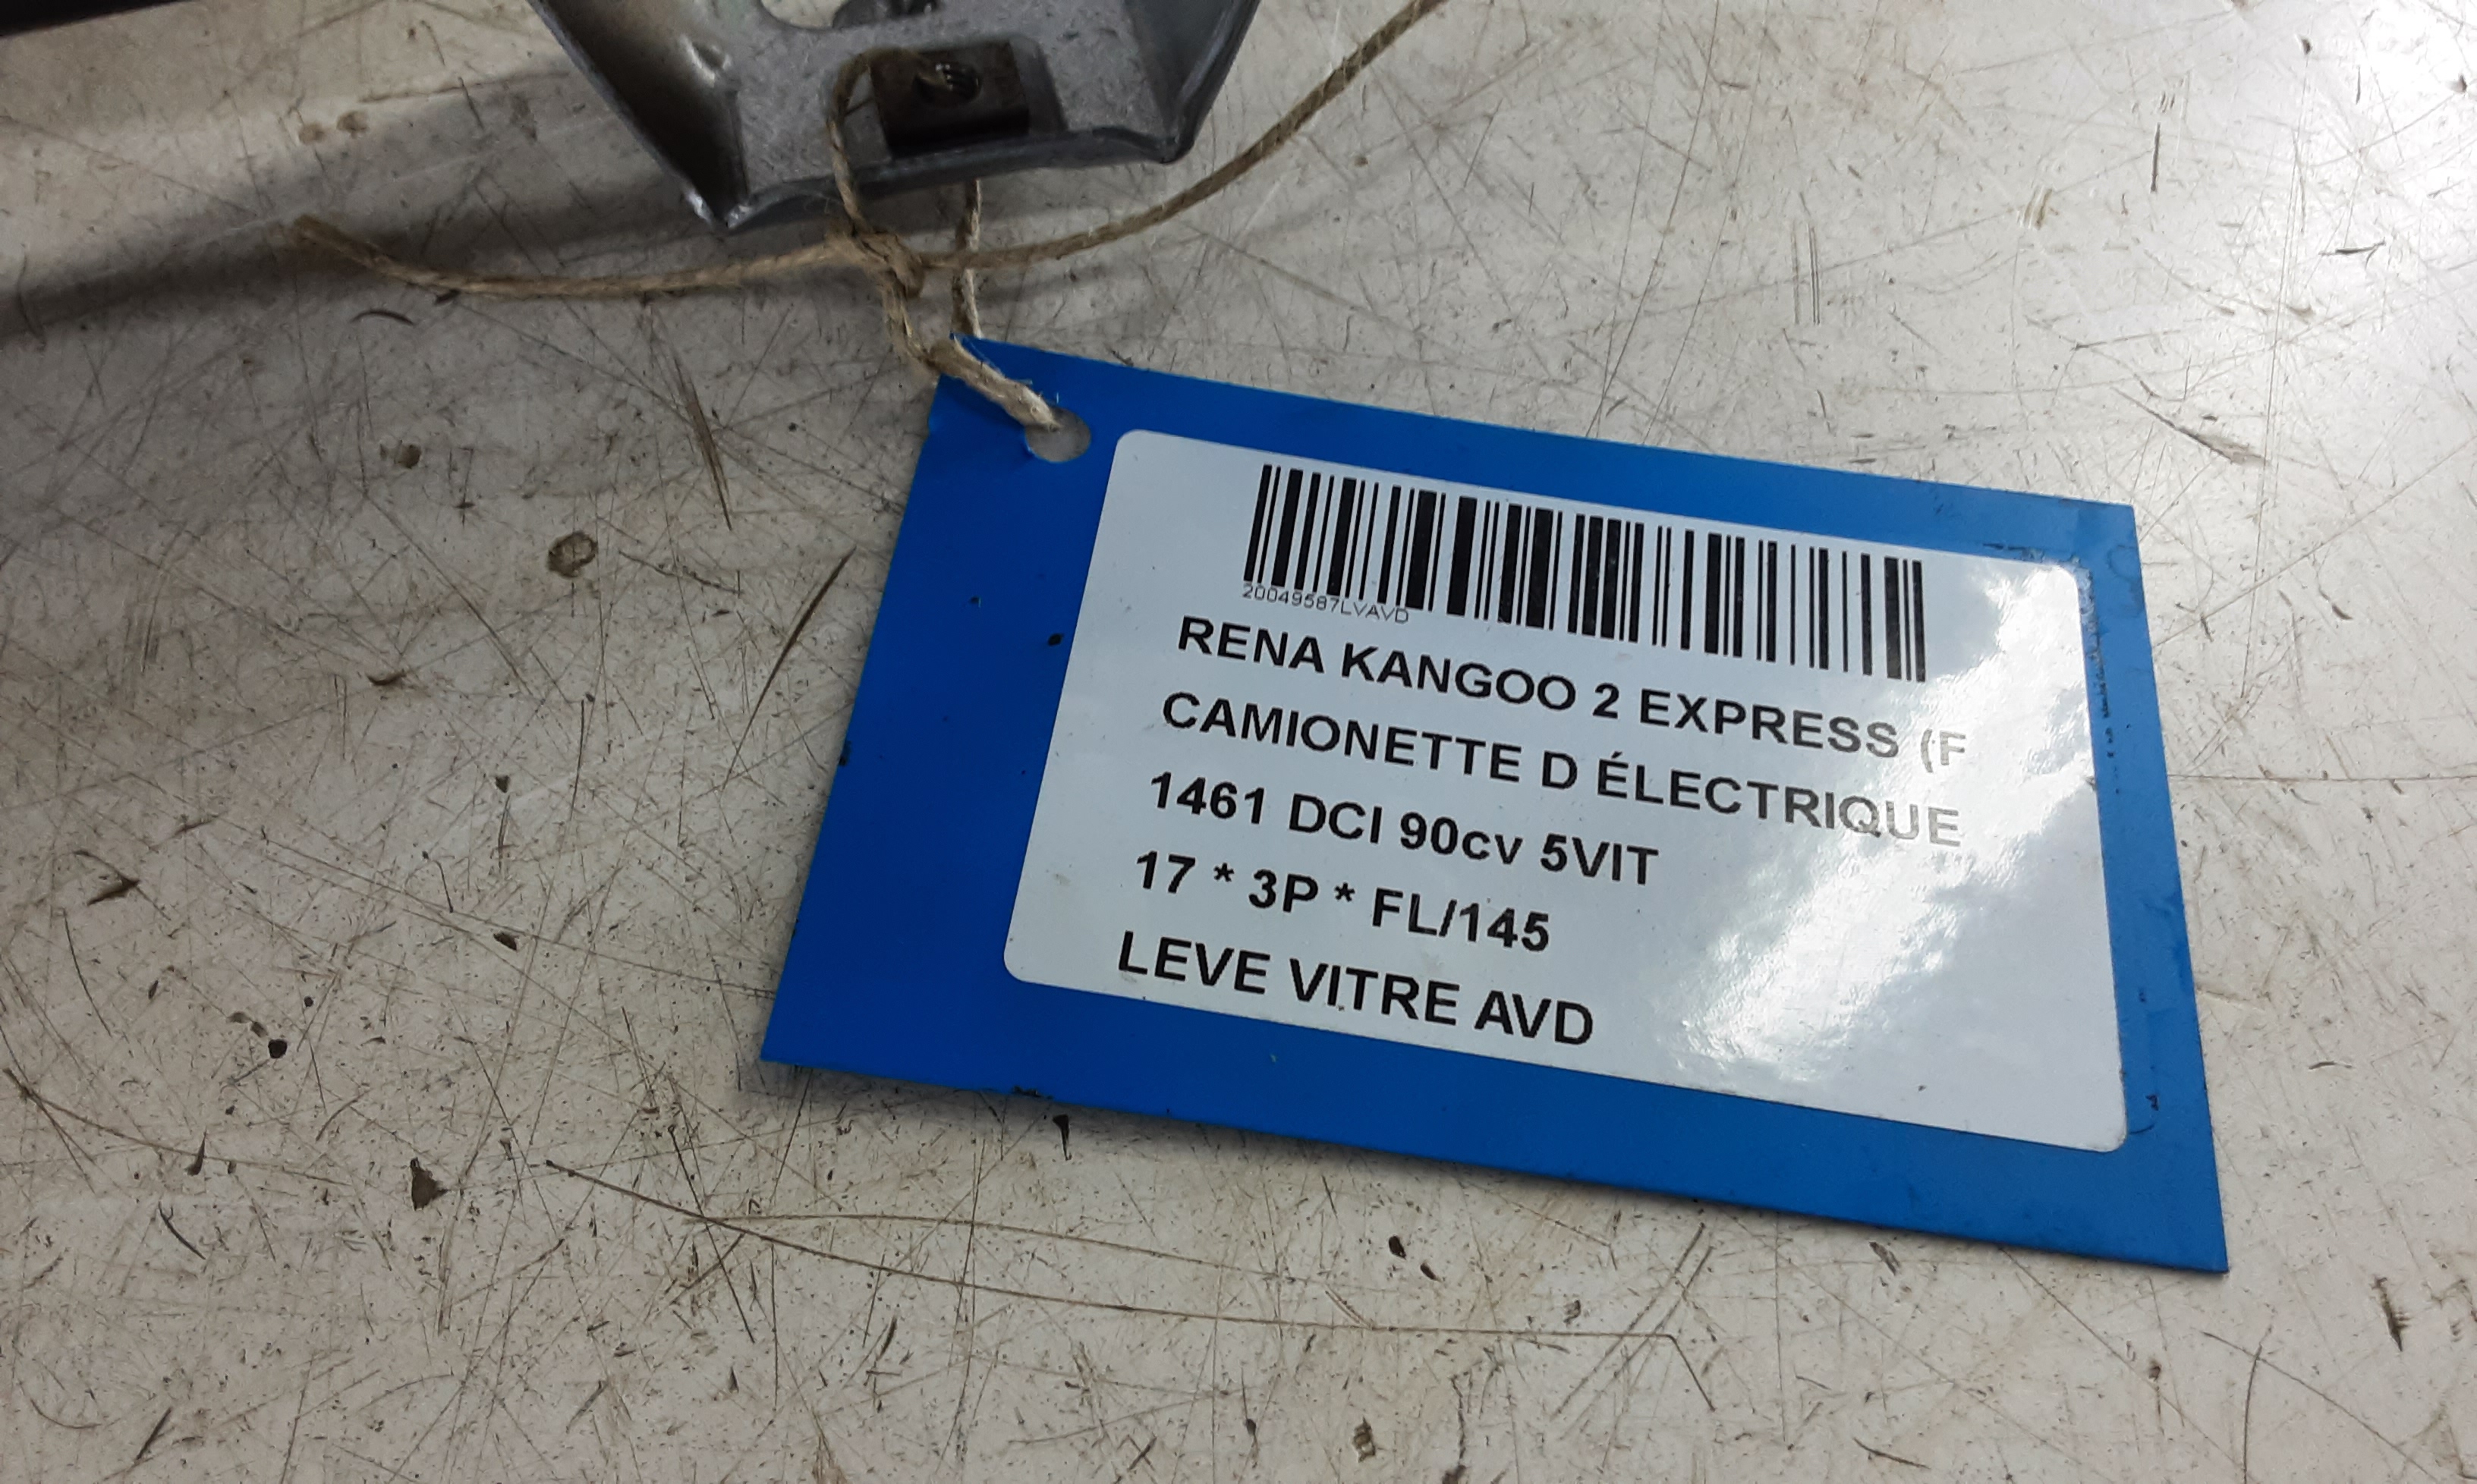 20049587LVAVD
RENA KANGOO 2 EXPRESS (F
CAMIONETTE D ÉLECTRIQUE
1461 DCI 90cv 5VIT
17 * 3P * FL/145
LEVE VITRE AVD